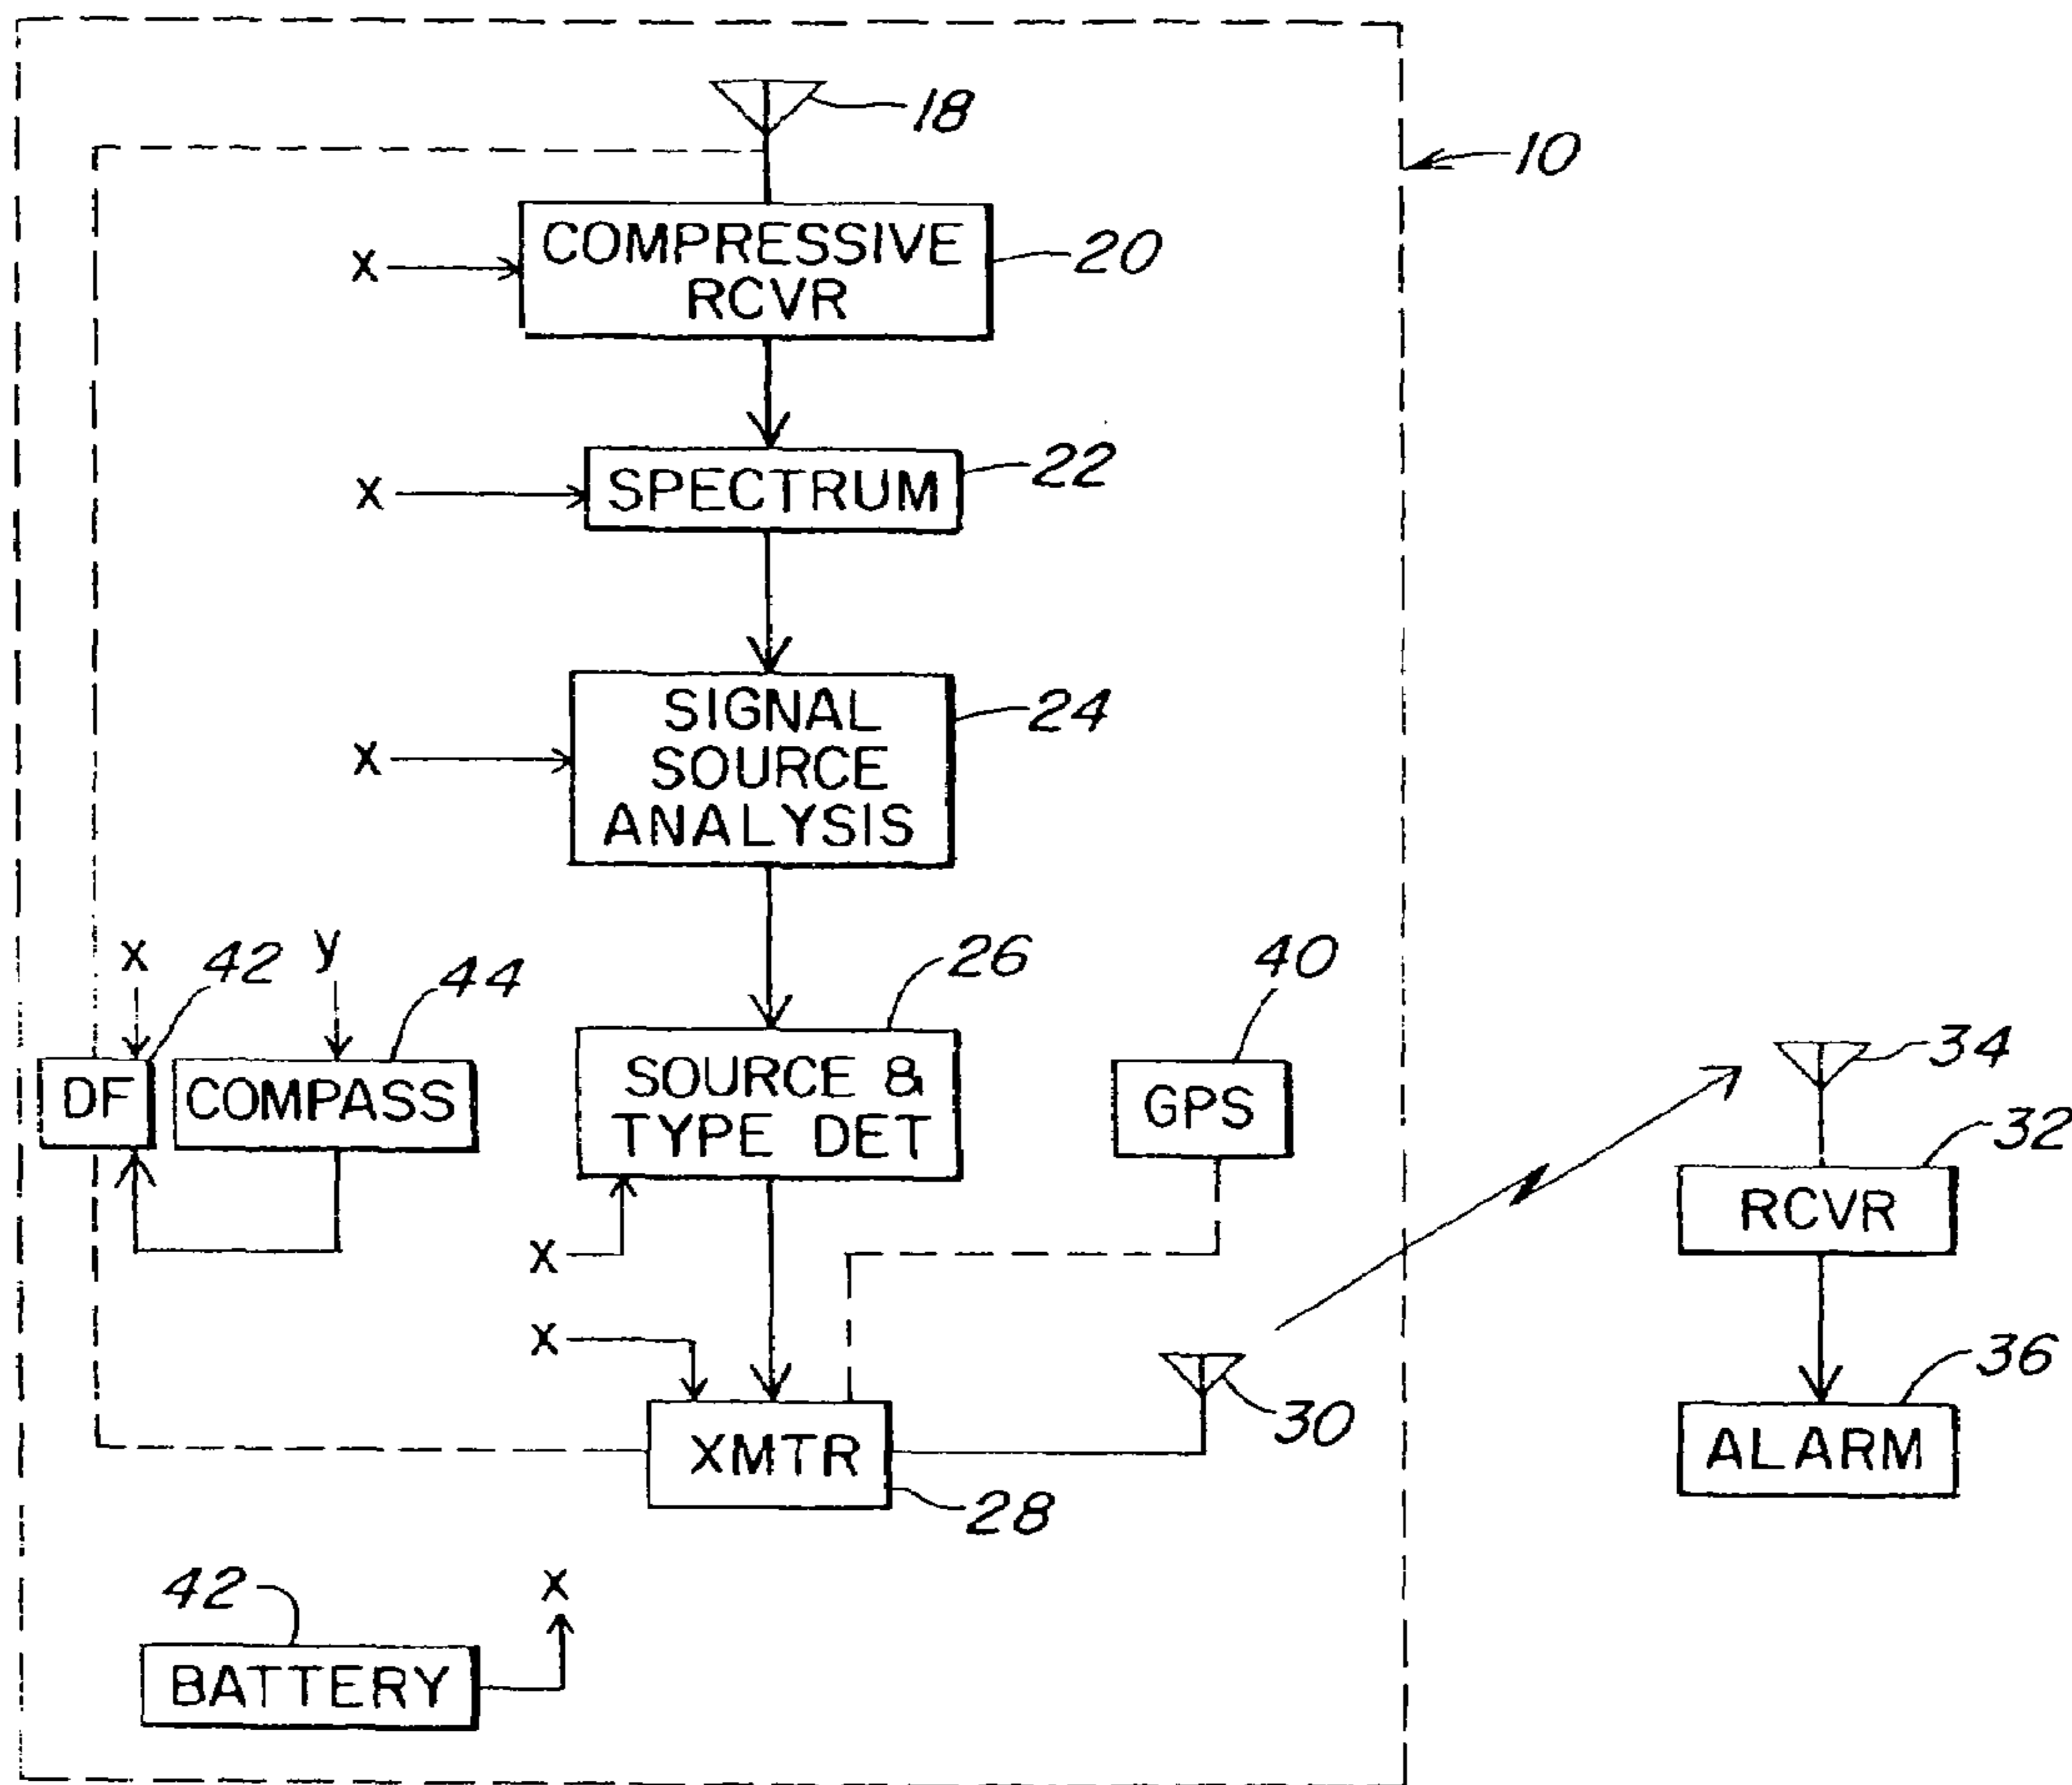 18
10
X
COMPRESSIVE
RCVR
20
X
SPECTRUM
22
X
SIGNAL
SOURCE
ANALYSIS
24
X
42
y
44
26
40
DF
COMPASS
SOURCE &
TYPE DET
GPS
34
32
RCVR
X
X
XMTR
30
28
36
ALARM
42
X
BATTERY